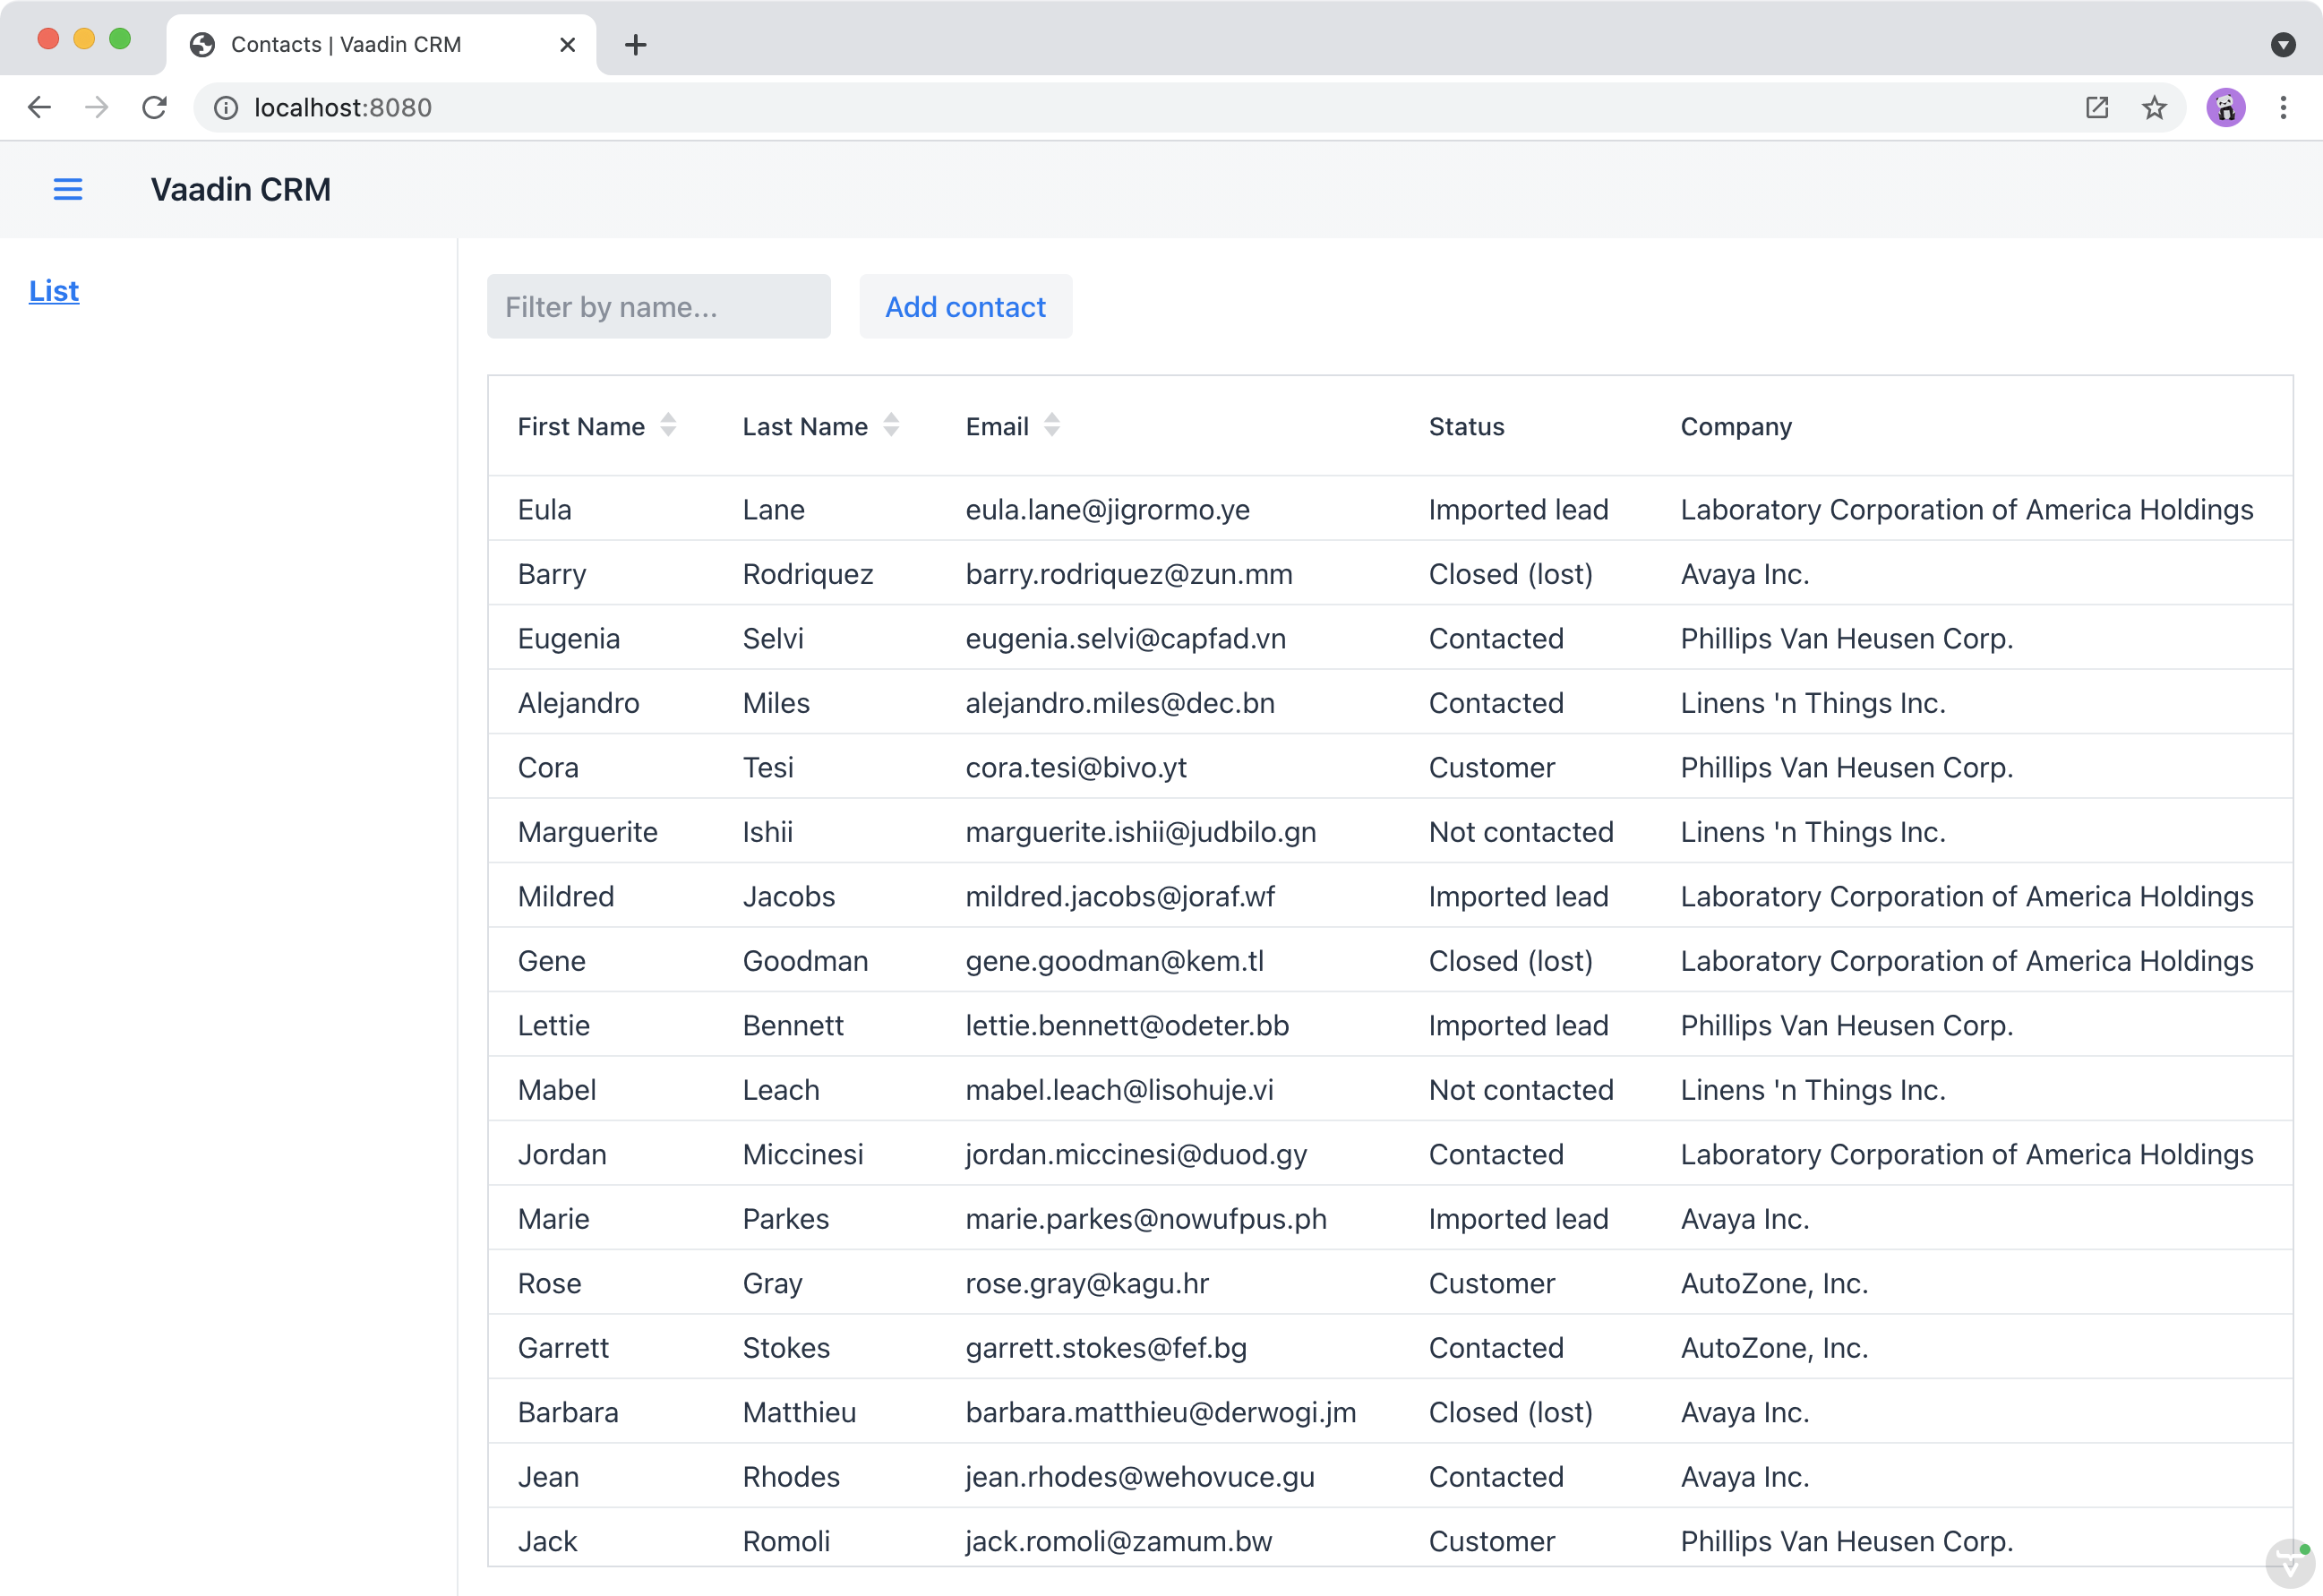 Contacts | Vaadin CRM
localhost:8080
Vaadin CRM
List
Filter by name...
Add contact
First Name Last Name Email Status Company
Eula Lane eula.lane@jigrormo.ye Imported lead Laboratory Corporation of America Holdings
Barry Rodriquez barry.rodriquez@zun.mm Closed (lost) Avaya Inc.
Eugenia Selvi eugenia.selvi@capfad.vn Contacted Phillips Van Heusen Corp.
Alejandro Miles alejandro.miles@dec.bn Contacted Linens 'n Things Inc.
Cora Tesi cora.tesi@bivo.yt Customer Phillips Van Heusen Corp.
Marguerite Ishii marguerite.ishii@judbilo.gn Not contacted Linens 'n Things Inc.
Mildred Jacobs mildred.jacobs@joraf.wf Imported lead Laboratory Corporation of America Holdings
Gene Goodman gene.goodman@kem.tl Closed (lost) Laboratory Corporation of America Holdings
Lettie Bennett lettie.bennett@odeter.bb Imported lead Phillips Van Heusen Corp.
Mabel Leach mabel.leach@lisohuje.vi Not contacted Linens 'n Things Inc.
Jordan Miccinesi jordan.miccinesi@duod.gy Contacted Laboratory Corporation of America Holdings
Marie Parkes marie.parkes@nowufpus.ph Imported lead Avaya Inc.
Rose Gray rose.gray@kagu.hr Customer AutoZone, Inc.
Garrett Stokes garrett.stokes@fef.bg Contacted AutoZone, Inc.
Barbara Matthieu barbara.matthieu@derwogi.jm Closed (lost) Avaya Inc.
Jean Rhodes jean.rhodes@wehovuce.gu Contacted Avaya Inc.
Jack Romoli jack.romoli@zamum.bw Customer Phillips Van Heusen Corp.